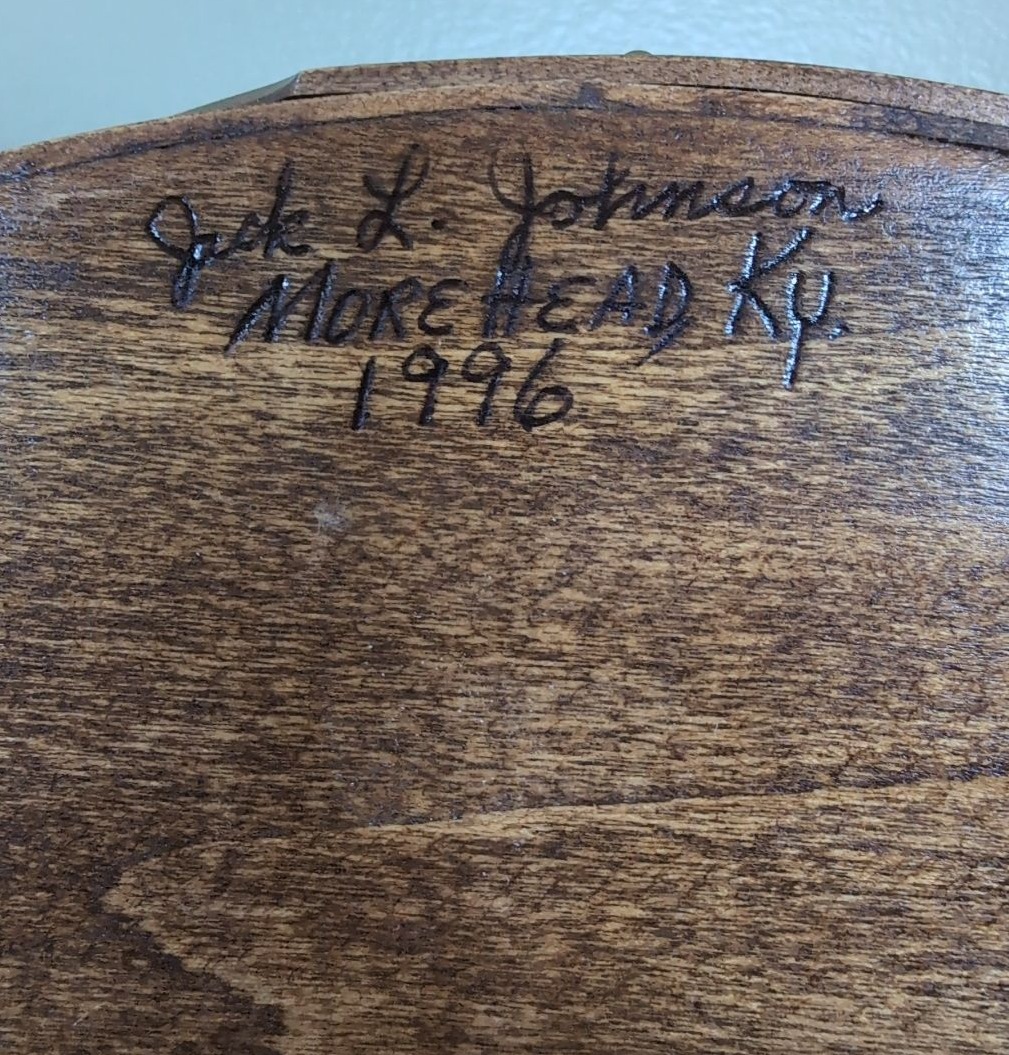 Jack L. Johnson
MOREHEAD, Ky.
1996